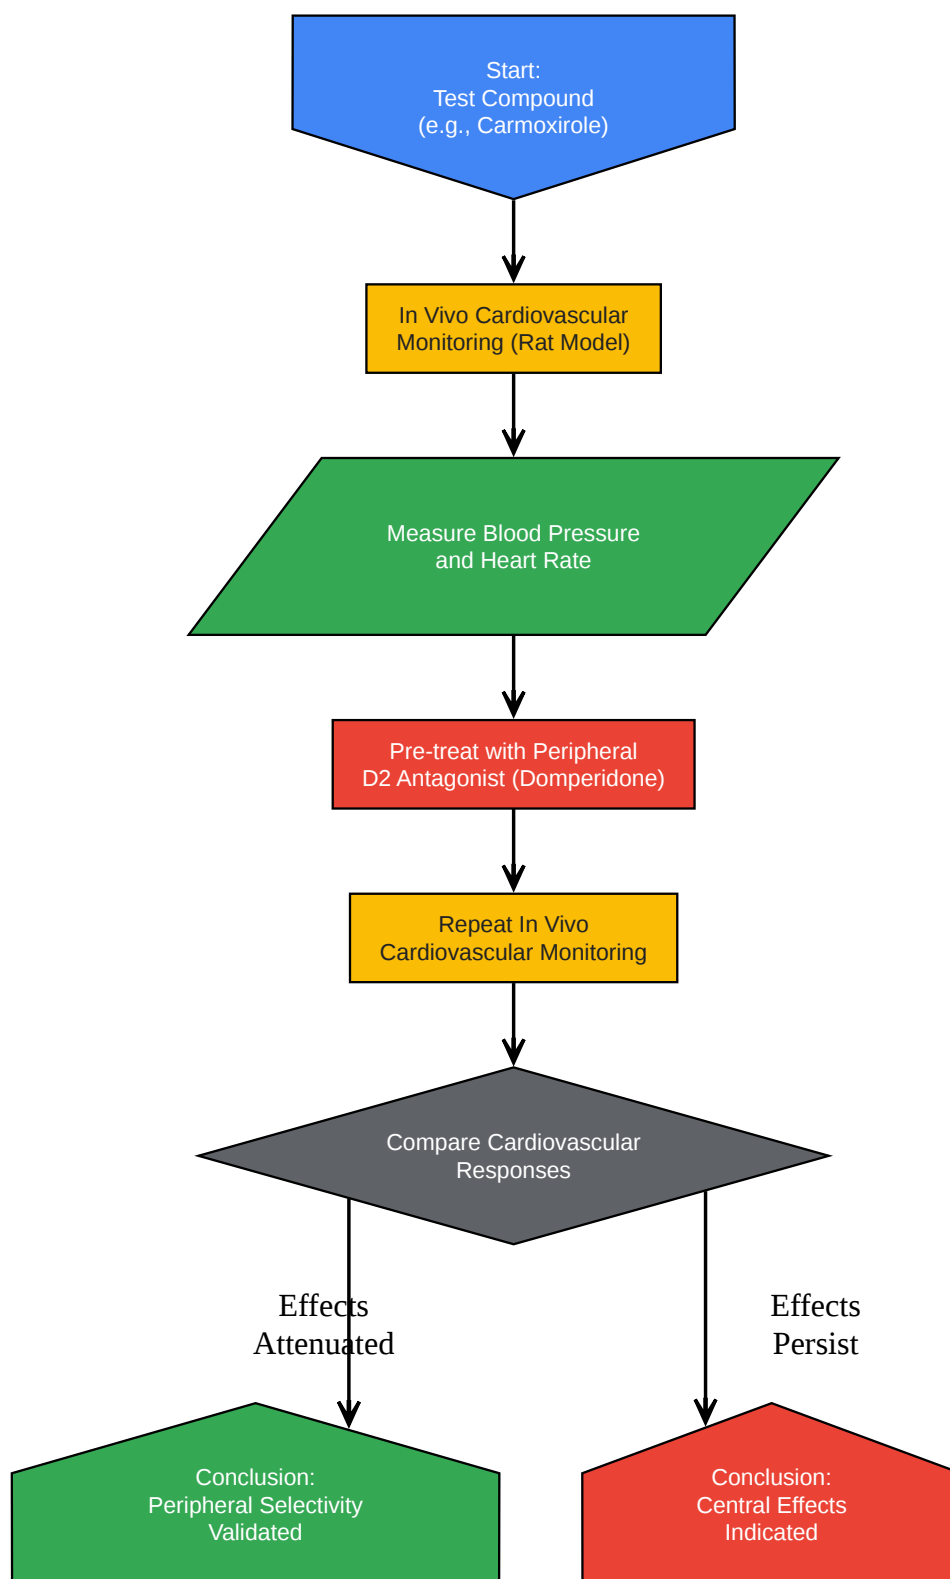 Start:
Test Compound
(e.g., Carmoxirole)
In Vivo Cardiovascular
Monitoring (Rat Model)
Measure Blood Pressure
and Heart Rate
Pre-treat with Peripheral
D2 Antagonist (Domperidone)
Repeat In Vivo
Cardiovascular Monitoring
Compare Cardiovascular
Responses
Effects
Attenuated
Effects
Persist
Conclusion:
Peripheral Selectivity
Validated
Conclusion:
Central Effects
Indicated